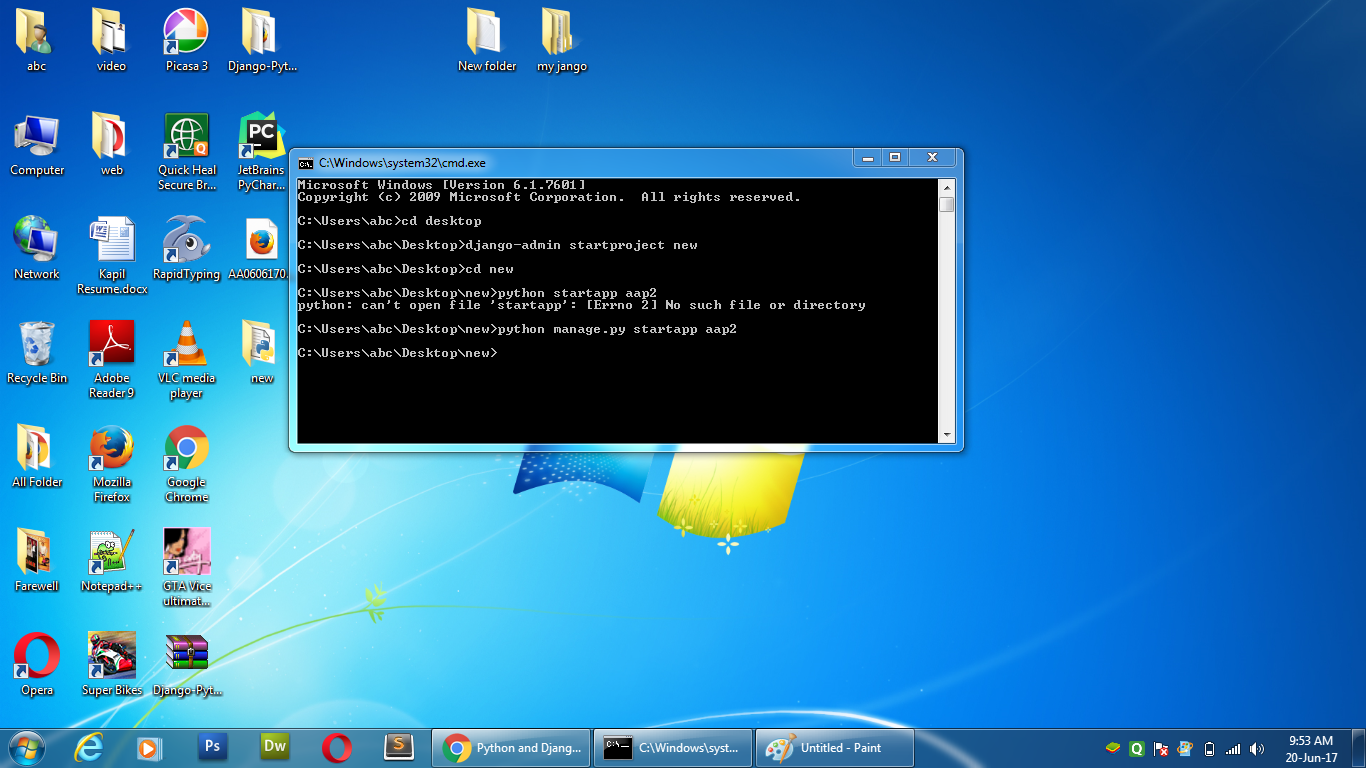 abc
video
Picasa 3
Django-Pyt...
New folder
my jango
Computer
web
Quick Heal
Secure Br...
PC
JetBrains
PyChar...
Network
Kapil
Resume.docx
RapidTyping
AA0606170.
Recycle Bin
Adobe
Reader 9
VLC media
player
new
All Folder
Mozilla
Firefox
Google
Chrome
Farewell
Notepad++
GTA Vice
ultimat...
Opera
Super Bikes
Django-Pyt...
C:\Windows\system32\cmd.exe
Microsoft Windows [Version 6.1.7601]
Copyright (c) 2009 Microsoft Corporation.  All rights reserved.
C:\Users\abc>cd desktop
C:\Users\abc\Desktop>django-admin startproject new
C:\Users\abc\Desktop>cd new
C:\Users\abc\Desktop\new>python startapp aap2
python: can't open file 'startapp': [Errno 2] No such file or directory
C:\Users\abc\Desktop\new>python manage.py startapp aap2
C:\Users\abc\Desktop\new>
Ps
Dw
S
Python and Djang...
C:\Windows\syst...
Untitled - Paint
Q
9:53 AM
20-Jun-17